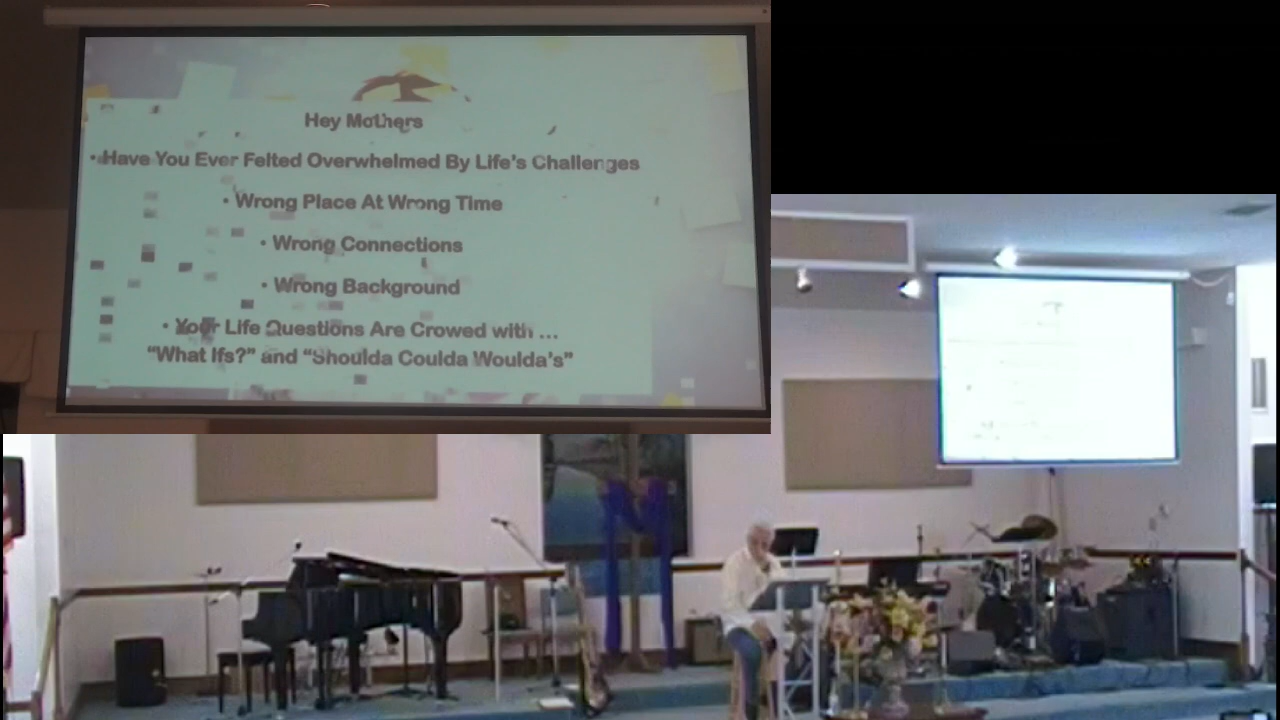 Hey Mothers
• Have You Ever Felted Overwhelmed By Life's Challenges
• Wrong Place At Wrong Time
• Wrong Connections
• Wrong Background
• Your Life Questions Are Crowed with ...
"What Ifs?" and "Shoulda Coulda Woulda's"